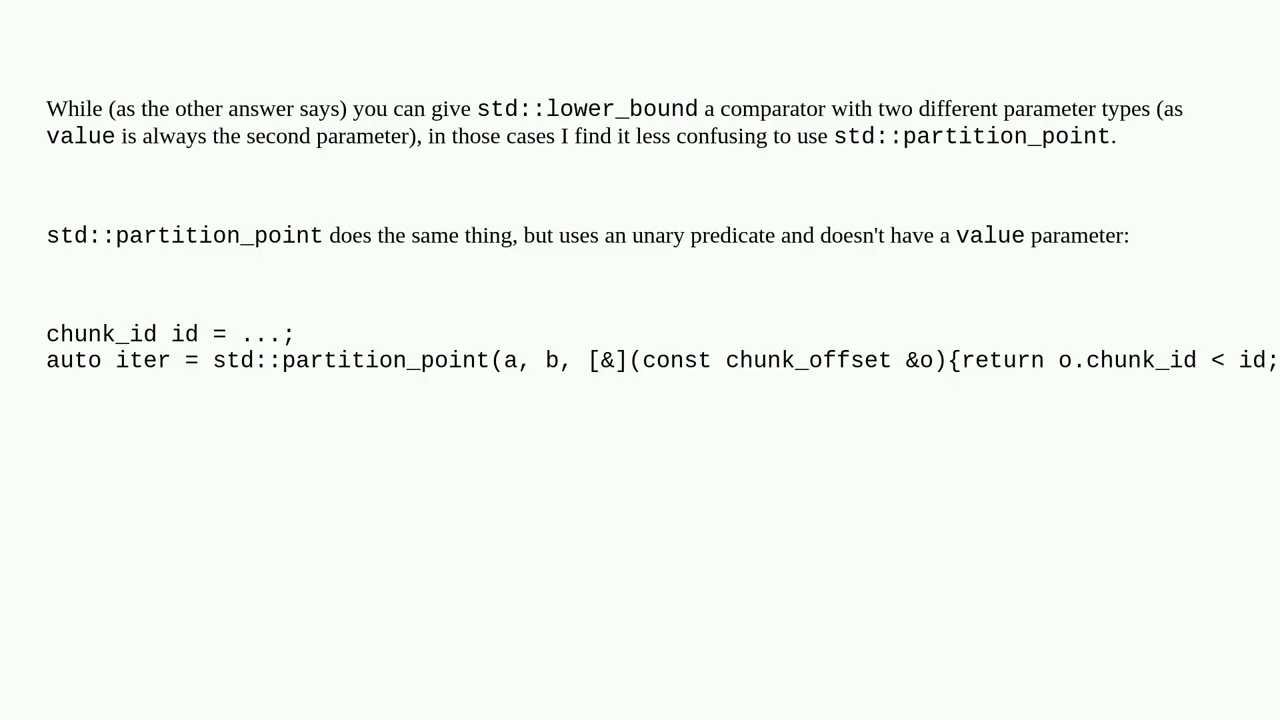 While (as the other answer says) you can give std::lower_bound a comparator with two different parameter types (as
value is always the second parameter), in those cases I find it less confusing to use std::partition_point.
std::partition_point does the same thing, but uses an unary predicate and doesn't have a value parameter:
chunk_id id = ...;
auto iter = std::partition_point(a, b, [&](const chunk_offset &o){return o.chunk_id < id;